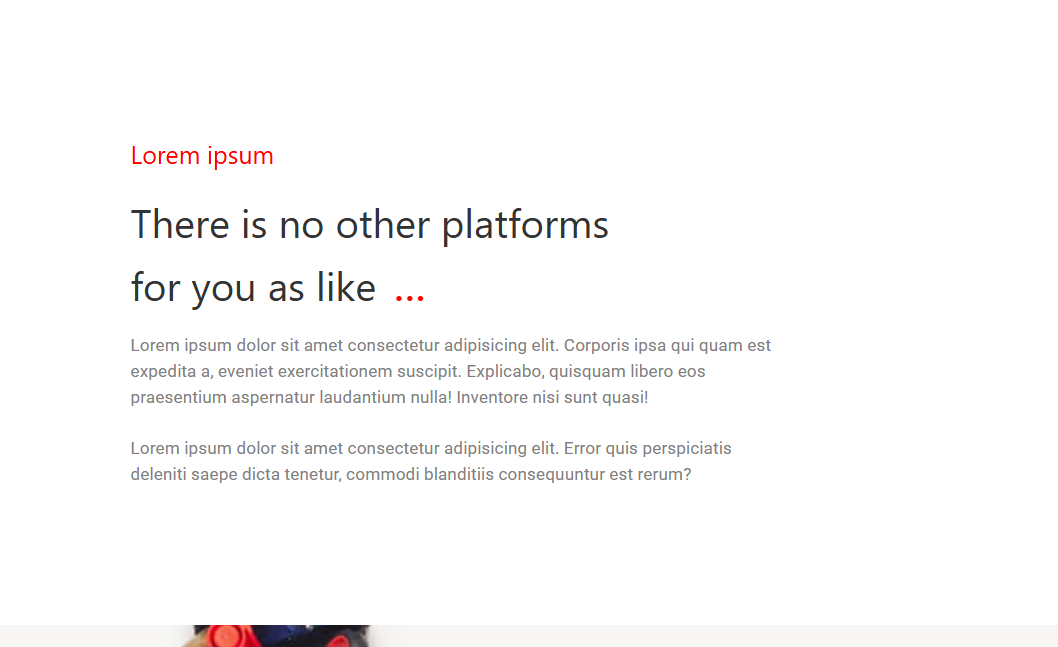 Lorem ipsum
There is no other platforms
for you as like ...
Lorem ipsum dolor sit amet consectetur adipisicing elit. Corporis ipsa qui quam est
expedita a, eveniet exercitationem suscipit. Explicabo, quisquam libero eos
praesentium aspernatur laudantium nulla! Inventore nisi sunt quasi!
Lorem ipsum dolor sit amet consectetur adipisicing elit. Error quis perspiciatis
deleniti saepe dicta tenetur, commodi blanditiis consequuntur est rerum?